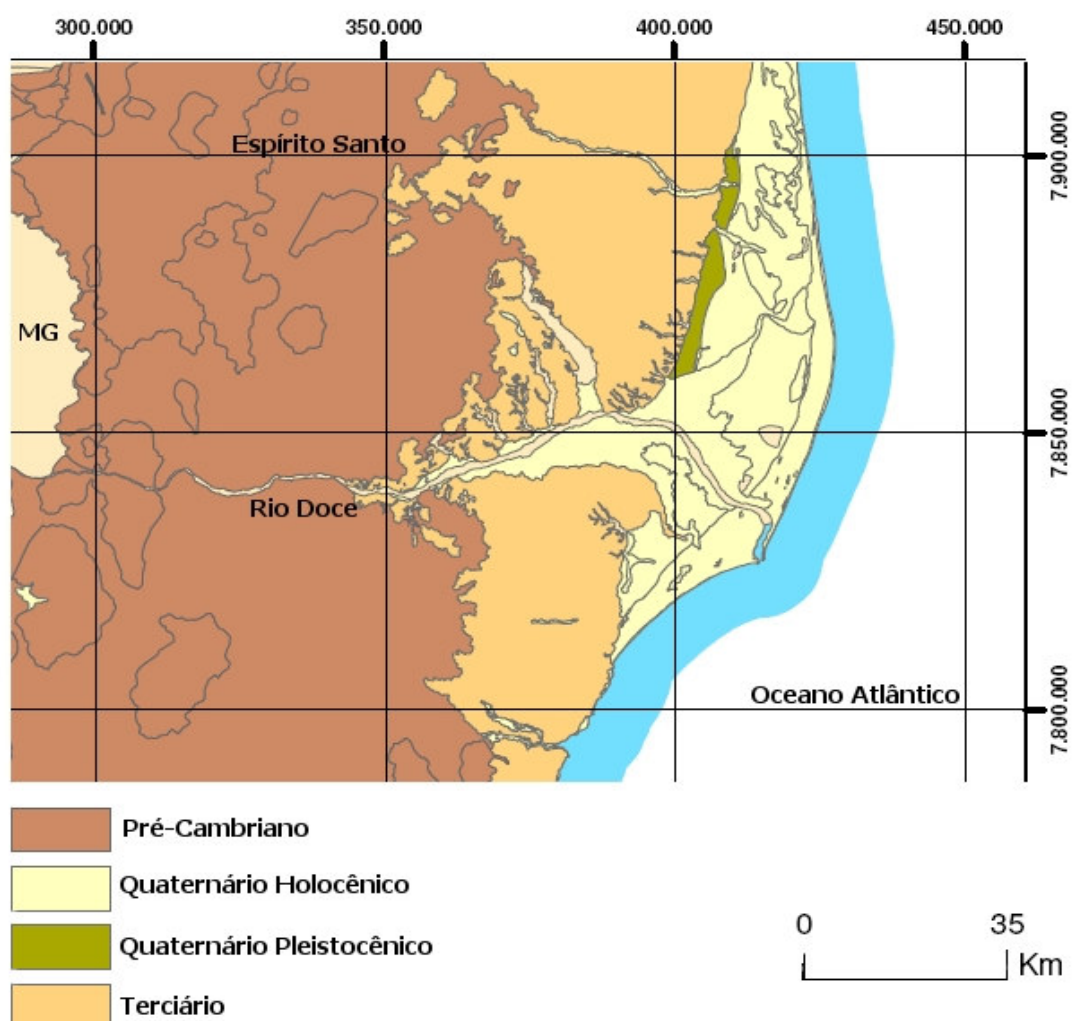 300.000 350.000 400.000 450.000
Espírito Santo
7.900.000
MG
7.850.000
Rio Doce
Oceano Atlântico
7.800.000
Pré-Cambriano
Quaternário Holocênico
Quaternário Pleistocênico
Terciário
0 35
Km